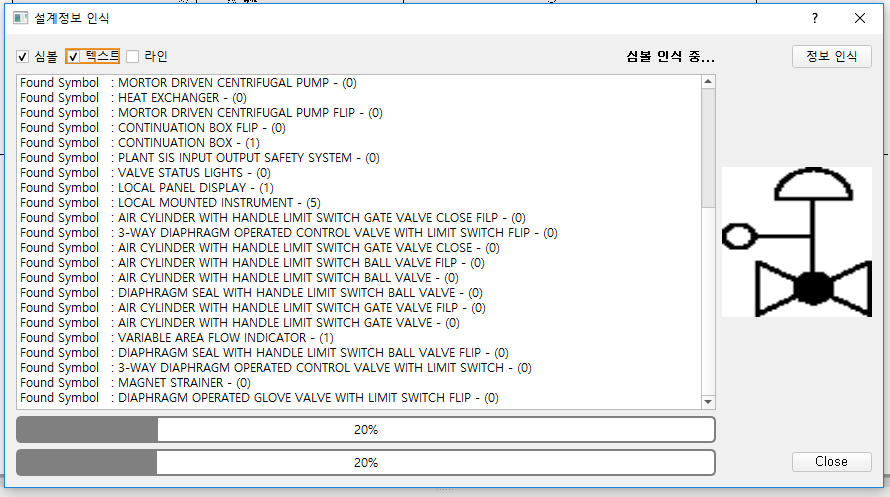 설계정보 인식
심볼 텍스트 라인 심볼 인식 중... 정보 인식
Found Symbol : MORTOR DRIVEN CENTRIFUGAL PUMP - (0)
Found Symbol : HEAT EXCHANGER - (0)
Found Symbol : MORTOR DRIVEN CENTRIFUGAL PUMP FLIP - (0)
Found Symbol : CONTINUATION BOX FLIP - (0)
Found Symbol : CONTINUATION BOX - (1)
Found Symbol : PLANT SIS INPUT OUTPUT SAFETY SYSTEM - (0)
Found Symbol : VALVE STATUS LIGHTS - (0)
Found Symbol : LOCAL PANEL DISPLAY - (1)
Found Symbol : LOCAL MOUNTED INSTRUMENT - (5)
Found Symbol : AIR CYLINDER WITH HANDLE LIMIT SWITCH GATE VALVE CLOSE FILP - (0)
Found Symbol : 3-WAY DIAPHRAGM OPERATED CONTROL VALVE WITH LIMIT SWITCH FLIP - (0)
Found Symbol : AIR CYLINDER WITH HANDLE LIMIT SWITCH GATE VALVE CLOSE - (0)
Found Symbol : AIR CYLINDER WITH HANDLE LIMIT SWITCH BALL VALVE FILP - (0)
Found Symbol : AIR CYLINDER WITH HANDLE LIMIT SWITCH BALL VALVE - (0)
Found Symbol : DIAPHRAGM SEAL WITH HANDLE LIMIT SWITCH BALL VALVE - (0)
Found Symbol : AIR CYLINDER WITH HANDLE LIMIT SWITCH GATE VALVE FILP - (0)
Found Symbol : AIR CYLINDER WITH HANDLE LIMIT SWITCH GATE VALVE - (0)
Found Symbol : VARIABLE AREA FLOW INDICATOR - (1)
Found Symbol : DIAPHRAGM SEAL WITH HANDLE LIMIT SWITCH BALL VALVE FLIP - (0)
Found Symbol : 3-WAY DIAPHRAGM OPERATED CONTROL VALVE WITH LIMIT SWITCH - (0)
Found Symbol : MAGNET STRAINER - (0)
Found Symbol : DIAPHRAGM OPERATED GLOVE VALVE WITH LIMIT SWITCH FLIP - (0)
20%
20%
Close